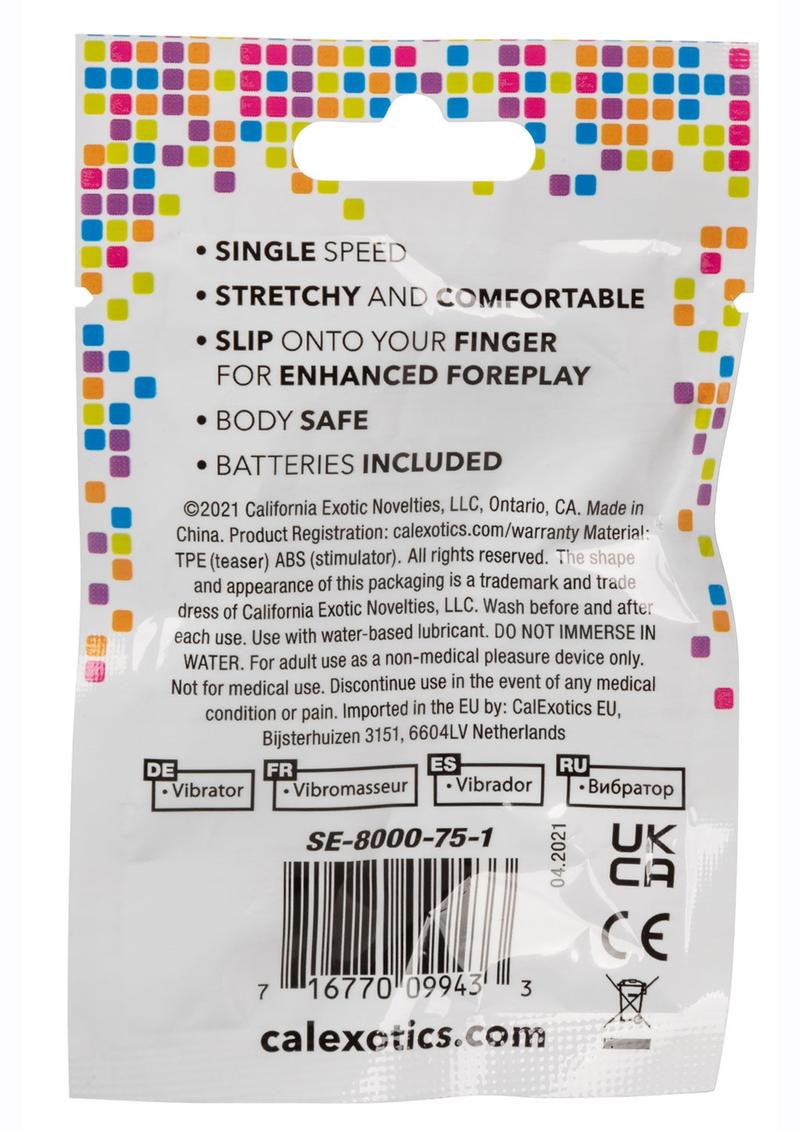 • SINGLE SPEED
• STRETCHY AND COMFORTABLE
• SLIP ONTO YOUR FINGER
FOR ENHANCED FOREPLAY
• BODY SAFE
• BATTERIES INCLUDED
©2021 California Exotic Novelties, LLC, Ontario, CA. Made in
China. Product Registration: calexotics.com/warranty Material:
TPE (teaser) ABS (stimulator). All rights reserved. The shape
and appearance of this packaging is a trademark and trade
dress of California Exotic Novelties, LLC. Wash before and after
each use. Use with water-based lubricant. DO NOT IMMERSE IN
WATER. For adult use as a non-medical pleasure device only.
Not for medical use. Discontinue use in the event of any medical
condition or pain. Imported in the EU by: CalExotics EU,
Bijsterhuizen 3151, 6604LV Netherlands
DE • Vibrator FR • Vibromasseur ES • Vibrador RU • Вибратор
SE-8000-75-1
04.2021
UK
CA
CE
7 16770 09943 3
calexotics.com